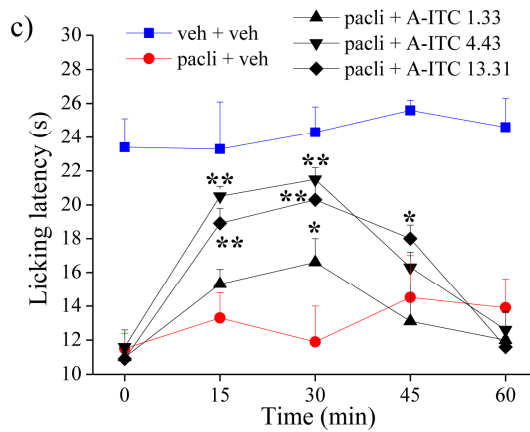 c)
veh + veh
pacli + veh
pacli + A-ITC 1.33
pacli + A-ITC 4.43
pacli + A-ITC 13.31
Licking latency (s)
30
28
26
24
22
20
18
16
14
12
10
**
**
**
**
*
*
0 15 30 45 60
Time (min)